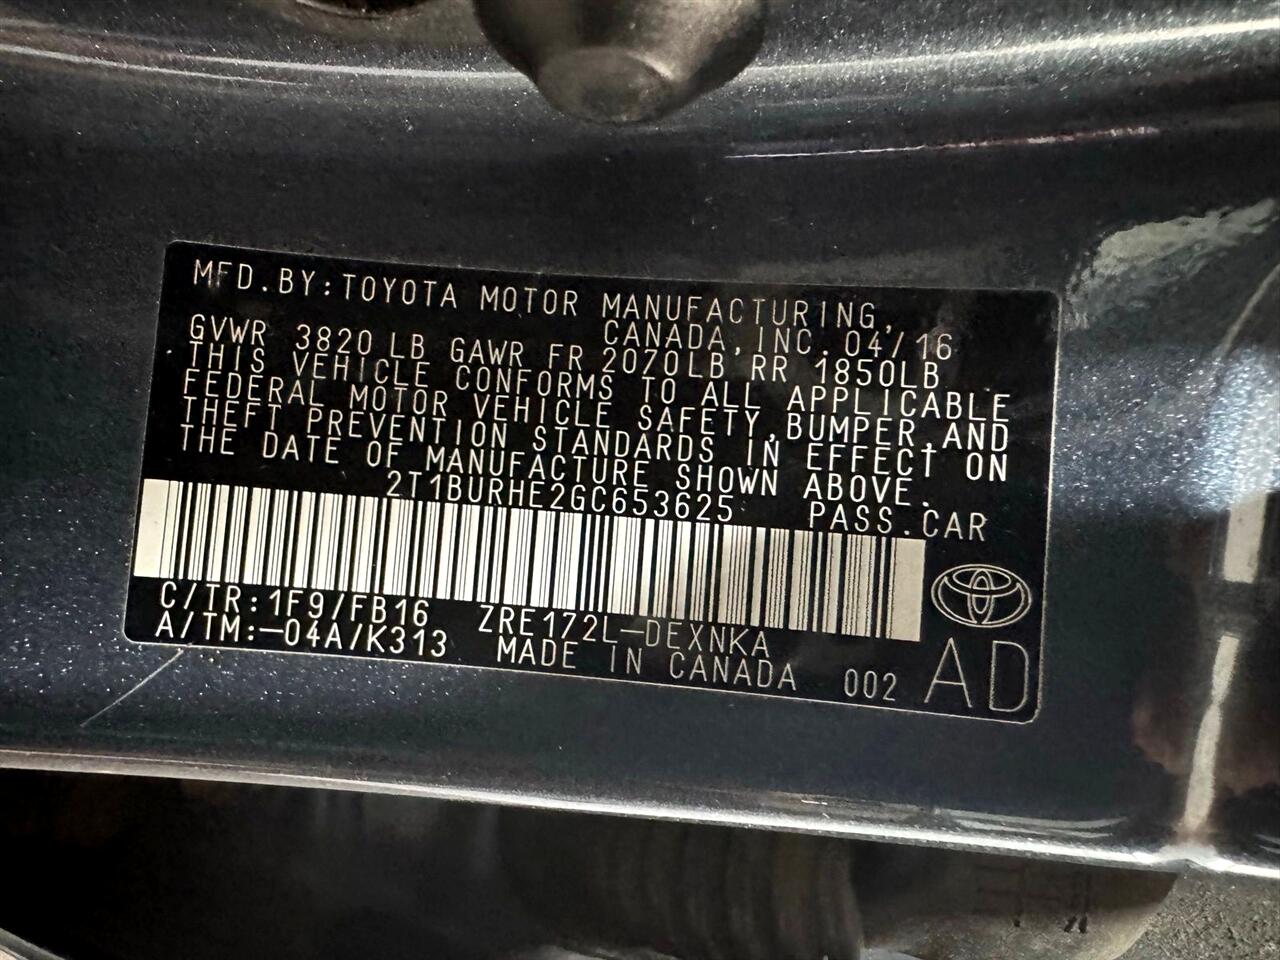 MFD.BY:TOYOTA MOTOR MANUFACTURING,
CANADA,INC. 04/16
GVWR 3820 LB GAWR FR 2070LB RR 1850LB
THIS VEHICLE CONFORMS TO ALL APPLICABLE
FEDERAL MOTOR VEHICLE SAFETY,BUMPER,AND
THEFT PREVENTION STANDARDS IN EFFECT ON
THE DATE OF MANUFACTURE SHOWN ABOVE.
2T1BURHE2GC653625 PASS.CAR
C/TR:1F9/FB16 ZRE172L-DEXNKA
A/TM:-04A/K313 MADE IN CANADA 002 AD